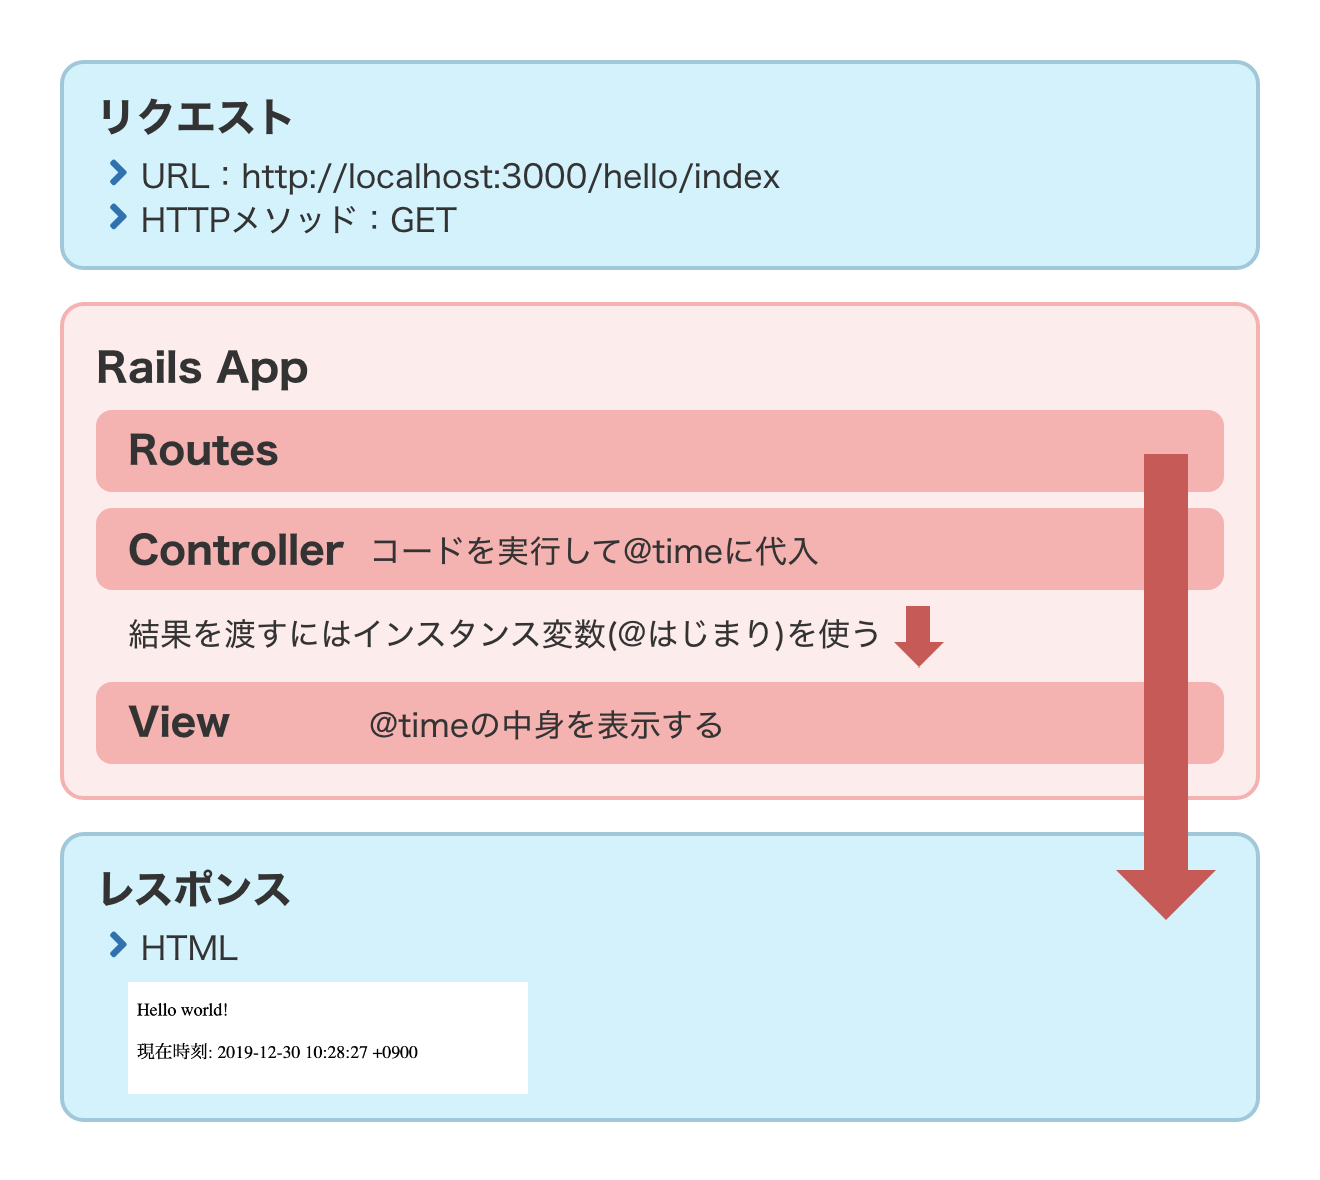 リクエスト
URL：http://localhost:3000/hello/index
HTTPメソッド：GET
Rails App
Routes
Controller コードを実行して@timeに代入
結果を渡すにはインスタンス変数(@はじまり)を使う
View @timeの中身を表示する
レスポンス
HTML
Hello world!
現在時刻: 2019-12-30 10:28:27 +0900